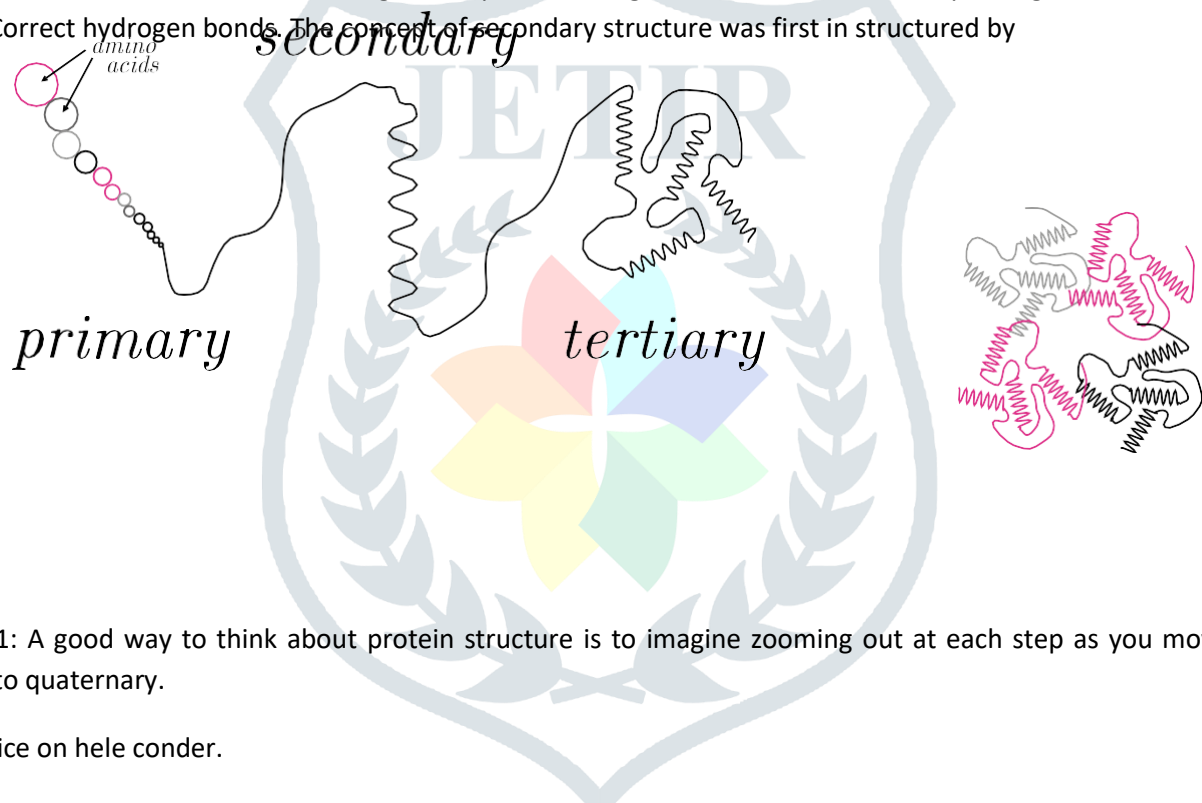 Correct hydrogen bonds. The concept of secondary structure was first in structured by
secondary
amino
acids
JETIR
primary
tertiary
1: A good way to think about protein structure is to imagine zooming out at each step as you mo
to quaternary.
ice on hele conder.